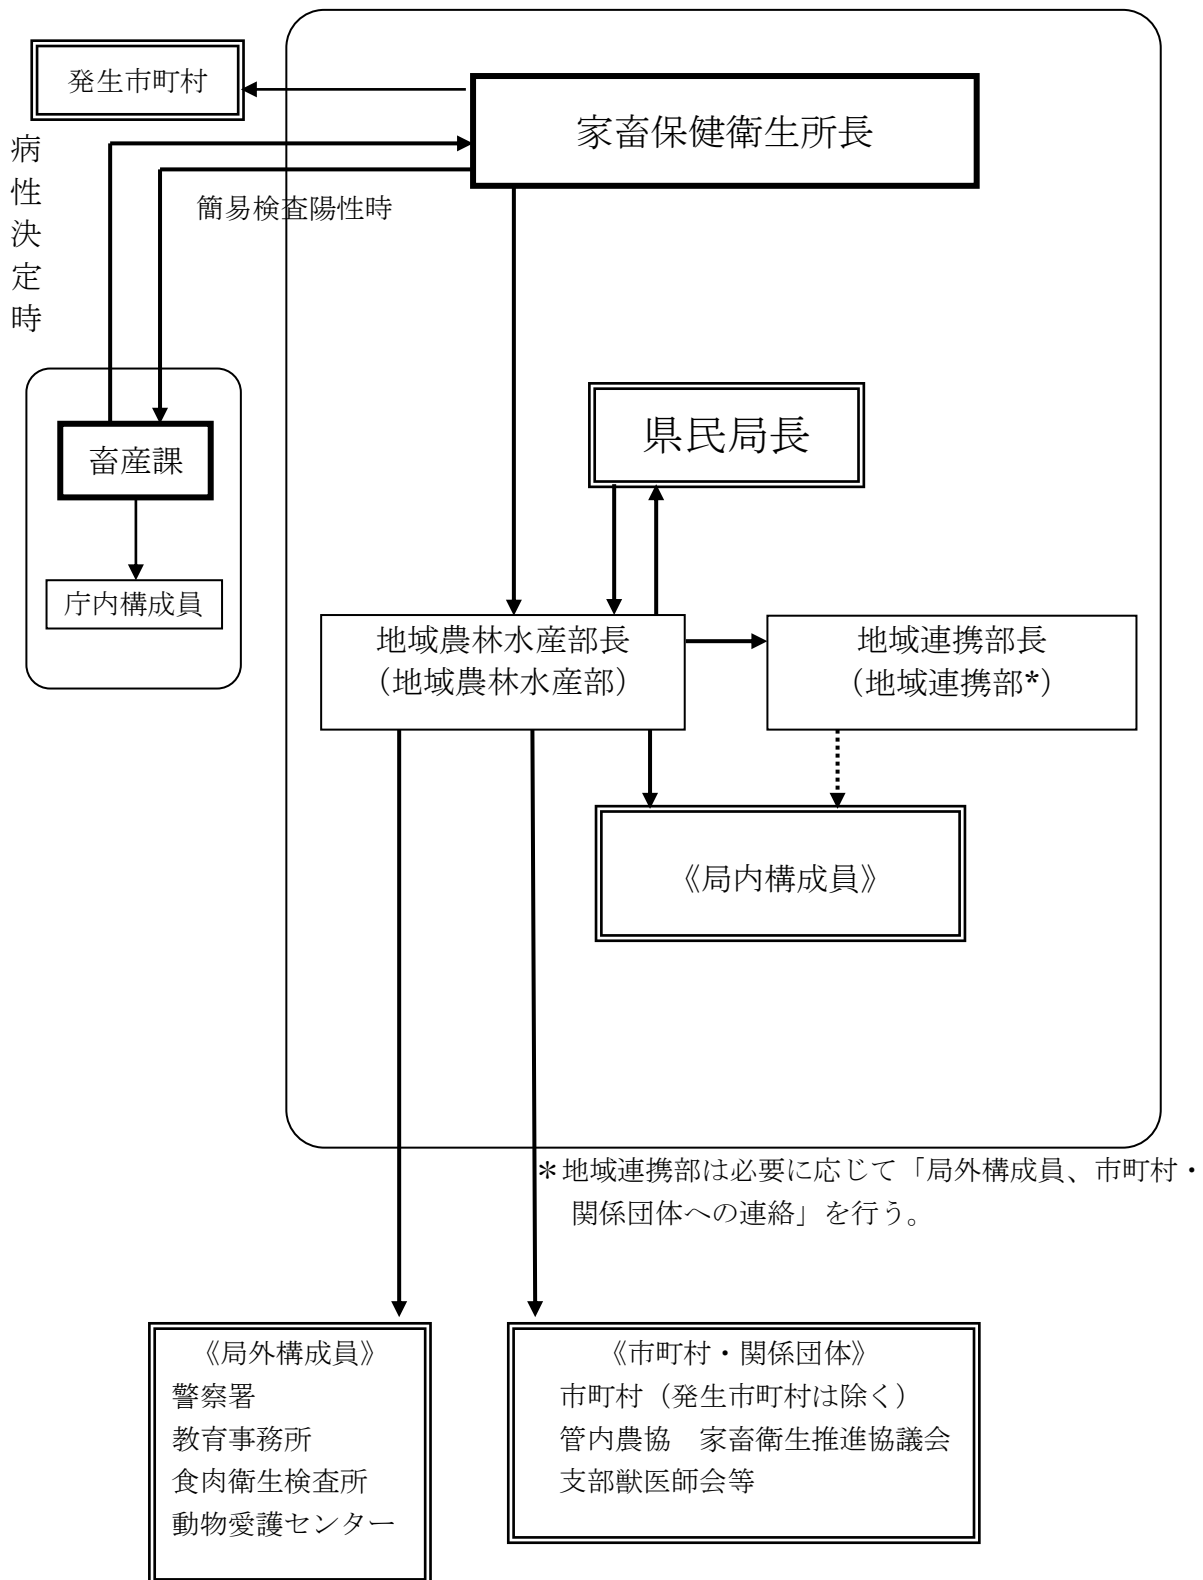 発生市町村
家畜保健衛生所長
病性決定時
簡易検査陽性時
県民局長
畜産課
庁内構成員
地域農林水産部長
（地域農林水産部）
地域連携部長
（地域連携部*）
《局内構成員》
＊地域連携部は必要に応じて「局外構成員、市町村・
関係団体への連絡」を行う。
《局外構成員》
警察署
教育事務所
食肉衛生検査所
動物愛護センター
《市町村・関係団体》
市町村（発生市町村は除く）
管内農協　家畜衛生推進協議会
支部獣医師会等